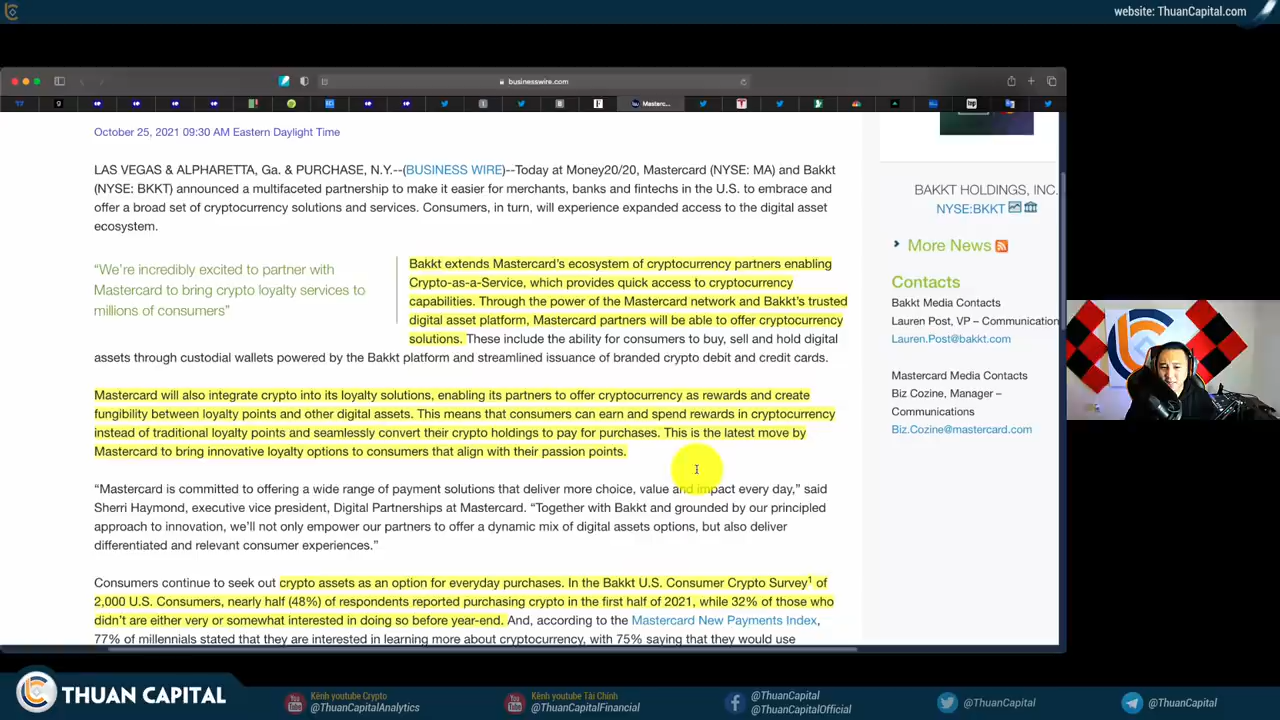 website: ThuanCapital.com
businesswire.com
Masterc...
October 25, 2021 09:30 AM Eastern Daylight Time
LAS VEGAS & ALPHARETTA, Ga. & PURCHASE, N.Y.--(BUSINESS WIRE)--Today at Money20/20, Mastercard (NYSE: MA) and Bakkt
(NYSE: BKKT) announced a multifaceted partnership to make it easier for merchants, banks and fintechs in the U.S. to embrace and
offer a broad set of cryptocurrency solutions and services. Consumers, in turn, will experience expanded access to the digital asset
ecosystem.
“We’re incredibly excited to partner with
Mastercard to bring crypto loyalty services to
millions of consumers”
Bakkt extends Mastercard’s ecosystem of cryptocurrency partners enabling
Crypto-as-a-Service, which provides quick access to cryptocurrency
capabilities. Through the power of the Mastercard network and Bakkt’s trusted
digital asset platform, Mastercard partners will be able to offer cryptocurrency
solutions. These include the ability for consumers to buy, sell and hold digital
assets through custodial wallets powered by the Bakkt platform and streamlined issuance of branded crypto debit and credit cards.
Mastercard will also integrate crypto into its loyalty solutions, enabling its partners to offer cryptocurrency as rewards and create
fungibility between loyalty points and other digital assets. This means that consumers can earn and spend rewards in cryptocurrency
instead of traditional loyalty points and seamlessly convert their crypto holdings to pay for purchases. This is the latest move by
Mastercard to bring innovative loyalty options to consumers that align with their passion points.
“Mastercard is committed to offering a wide range of payment solutions that deliver more choice, value and impact every day,” said
Sherri Haymond, executive vice president, Digital Partnerships at Mastercard. “Together with Bakkt and grounded by our principled
approach to innovation, we’ll not only empower our partners to offer a dynamic mix of digital assets options, but also deliver
differentiated and relevant consumer experiences.”
Consumers continue to seek out crypto assets as an option for everyday purchases. In the Bakkt U.S. Consumer Crypto Survey¹ of
2,000 U.S. Consumers, nearly half (48%) of respondents reported purchasing crypto in the first half of 2021, while 32% of those who
didn’t are either very or somewhat interested in doing so before year-end. And, according to the Mastercard New Payments Index,
77% of millennials stated that they are interested in learning more about cryptocurrency, with 75% saying that they would use
BAKKT HOLDINGS, INC.
NYSE:BKKT
More News
Contacts
Bakkt Media Contacts
Lauren Post, VP – Communication
Lauren.Post@bakkt.com
Mastercard Media Contacts
Biz Cozine, Manager –
Communications
Biz.Cozine@mastercard.com
THUAN CAPITAL
Kênh youtube Crypto
@ThuanCapitalAnalytics
Kênh youtube Tài Chính
@ThuanCapitalFinancial
@ThuanCapital
@ThuanCapitalOfficial
@ThuanCapital
@ThuanCapital